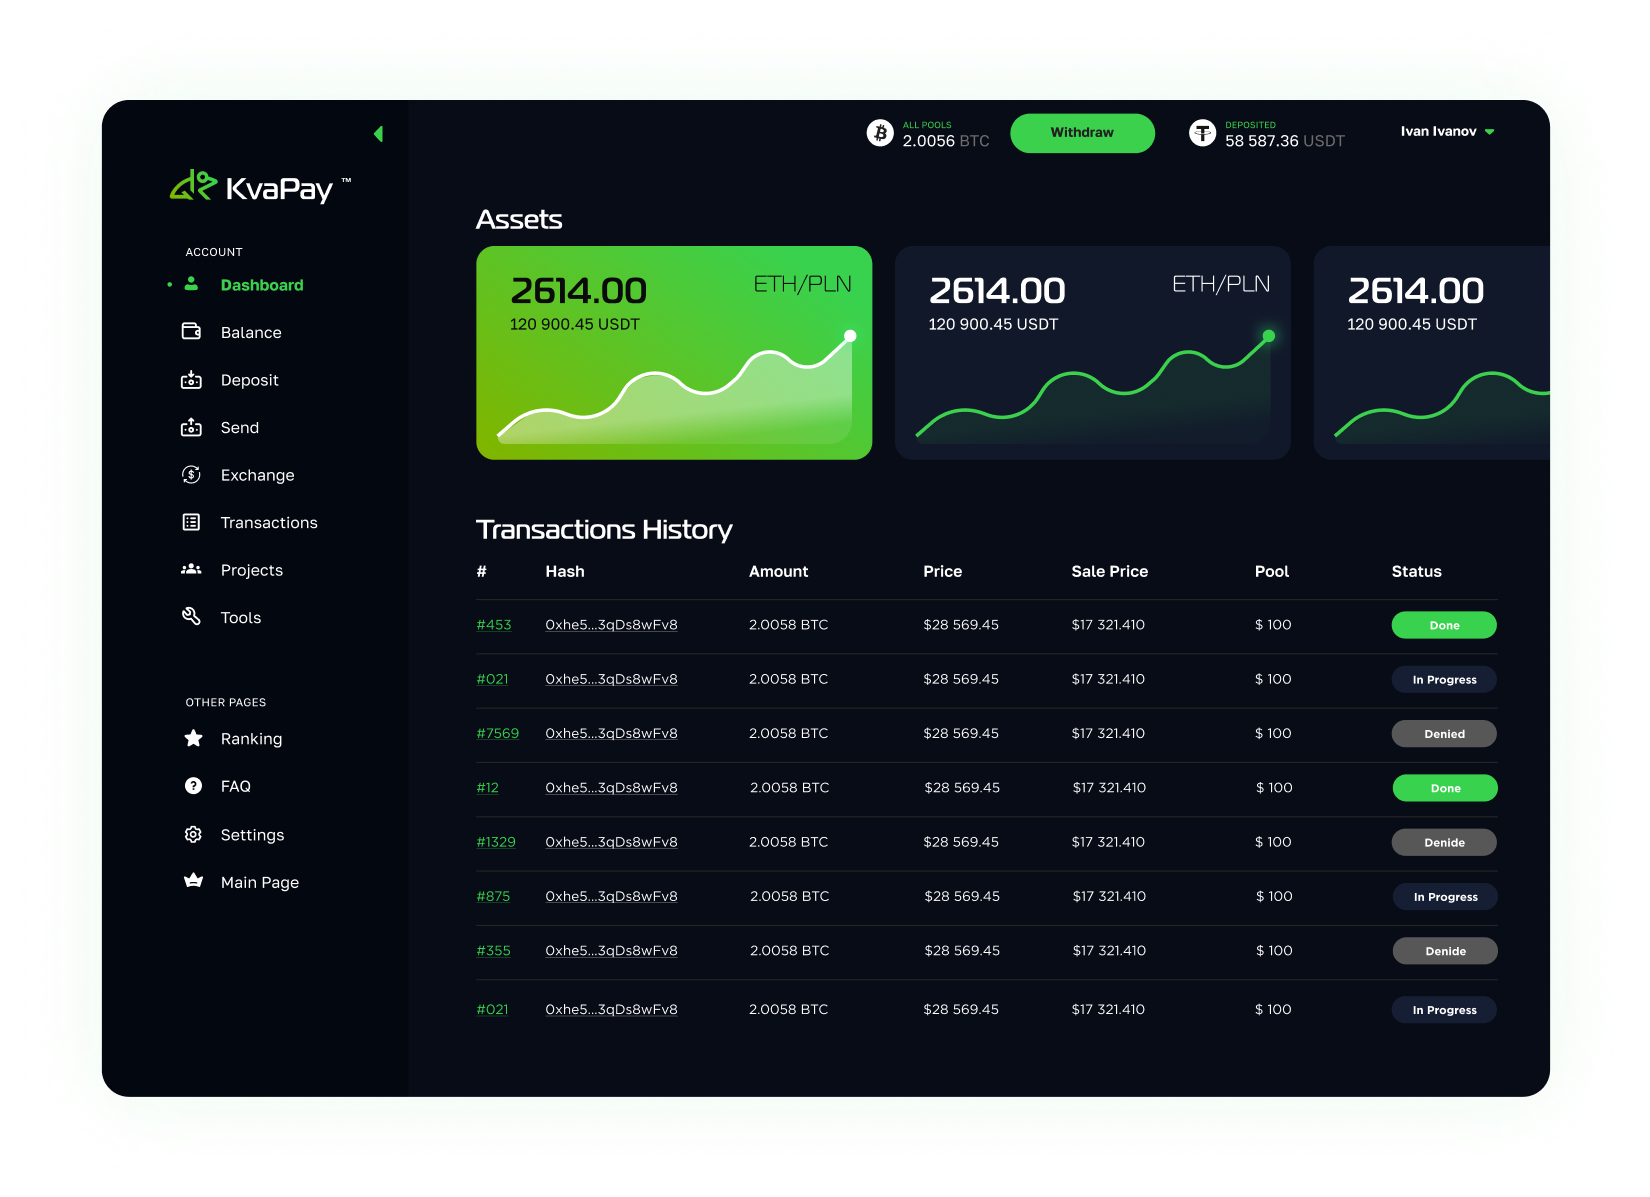 ALL POOLS
2.0056 BTC
Withdraw
DEPOSITED
58 587.36 USDT
Ivan Ivanov
KvaPay ™
ACCOUNT
Dashboard
Balance
Deposit
Send
Exchange
Transactions
Projects
Tools
OTHER PAGES
Ranking
FAQ
Settings
Main Page
Assets
2614.00 ETH/PLN
120 900.45 USDT
2614.00 ETH/PLN
120 900.45 USDT
2614.00
120 900.45 USDT
Transactions History
# Hash Amount Price Sale Price Pool Status
#453 0xhe5...3qDs8wFv8 2.0058 BTC $28 569.45 $17 321.410 $ 100 Done
#021 0xhe5...3qDs8wFv8 2.0058 BTC $28 569.45 $17 321.410 $ 100 In Progress
#7569 0xhe5...3qDs8wFv8 2.0058 BTC $28 569.45 $17 321.410 $ 100 Denied
#12 0xhe5...3qDs8wFv8 2.0058 BTC $28 569.45 $17 321.410 $ 100 Done
#1329 0xhe5...3qDs8wFv8 2.0058 BTC $28 569.45 $17 321.410 $ 100 Denide
#875 0xhe5...3qDs8wFv8 2.0058 BTC $28 569.45 $17 321.410 $ 100 In Progress
#355 0xhe5...3qDs8wFv8 2.0058 BTC $28 569.45 $17 321.410 $ 100 Denide
#021 0xhe5...3qDs8wFv8 2.0058 BTC $28 569.45 $17 321.410 $ 100 In Progress